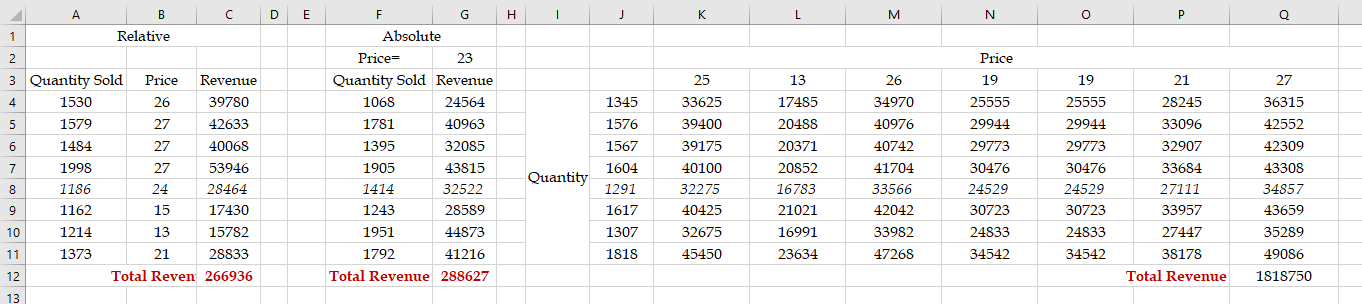 A B C D E F G H I J K L M N O P Q
1 Relative Absolute
2 Price= 23 Price
3 Quantity Sold Price Revenue Quantity Sold Revenue 25 13 26 19 19 21 27
4 1530 26 39780 1068 24564 1345 33625 17485 34970 25555 25555 28245 36315
5 1579 27 42633 1781 40963 1576 39400 20488 40976 29944 29944 33096 42552
6 1484 27 40068 1395 32085 1567 39175 20371 40742 29773 29773 32907 42309
7 1998 27 53946 1905 43815 Quantity 1604 40100 20852 41704 30476 30476 33684 43308
8 1186 24 28464 1414 32522 1291 32275 16783 33566 24529 24529 27111 34857
9 1162 15 17430 1243 28589 1617 40425 21021 42042 30723 30723 33957 43659
10 1214 13 15782 1951 44873 1307 32675 16991 33982 24833 24833 27447 35289
11 1373 21 28833 1792 41216 1818 45450 23634 47268 34542 34542 38178 49086
12 Total Reven 266936 Total Revenue 288627 Total Revenue 1818750
13